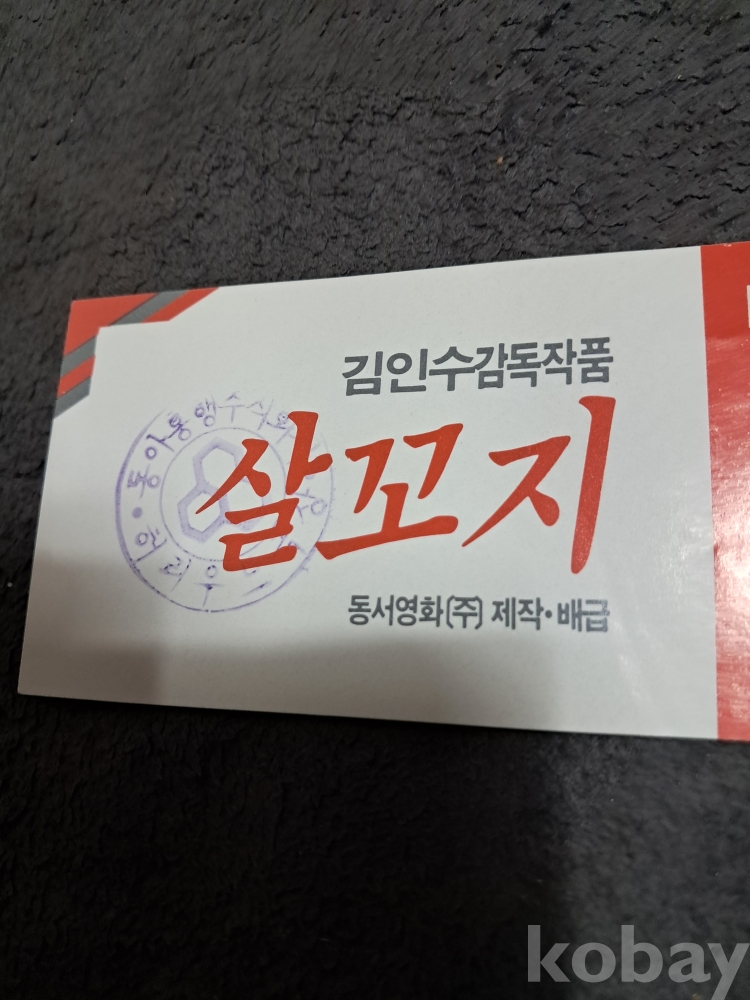 김인수감독작품
살꼬지
동서영화(주) 제작·배급
kobay